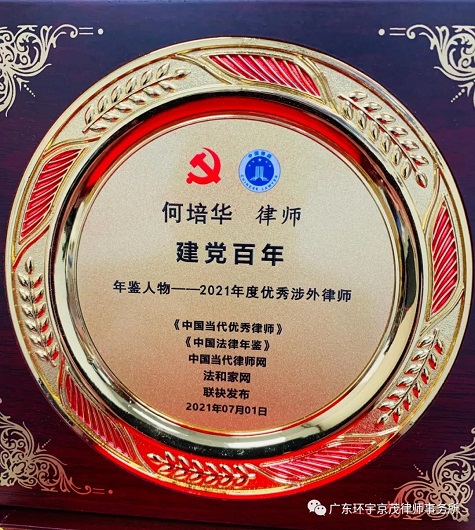 何培华 律师
建党百年
年鉴人物——2021年度优秀涉外律师
《中国当代优秀律师》
《中国法律年鉴》
中国当代律师网
法和家网
联袂发布
2021年07月01日
广东环宇京茂律师事务所